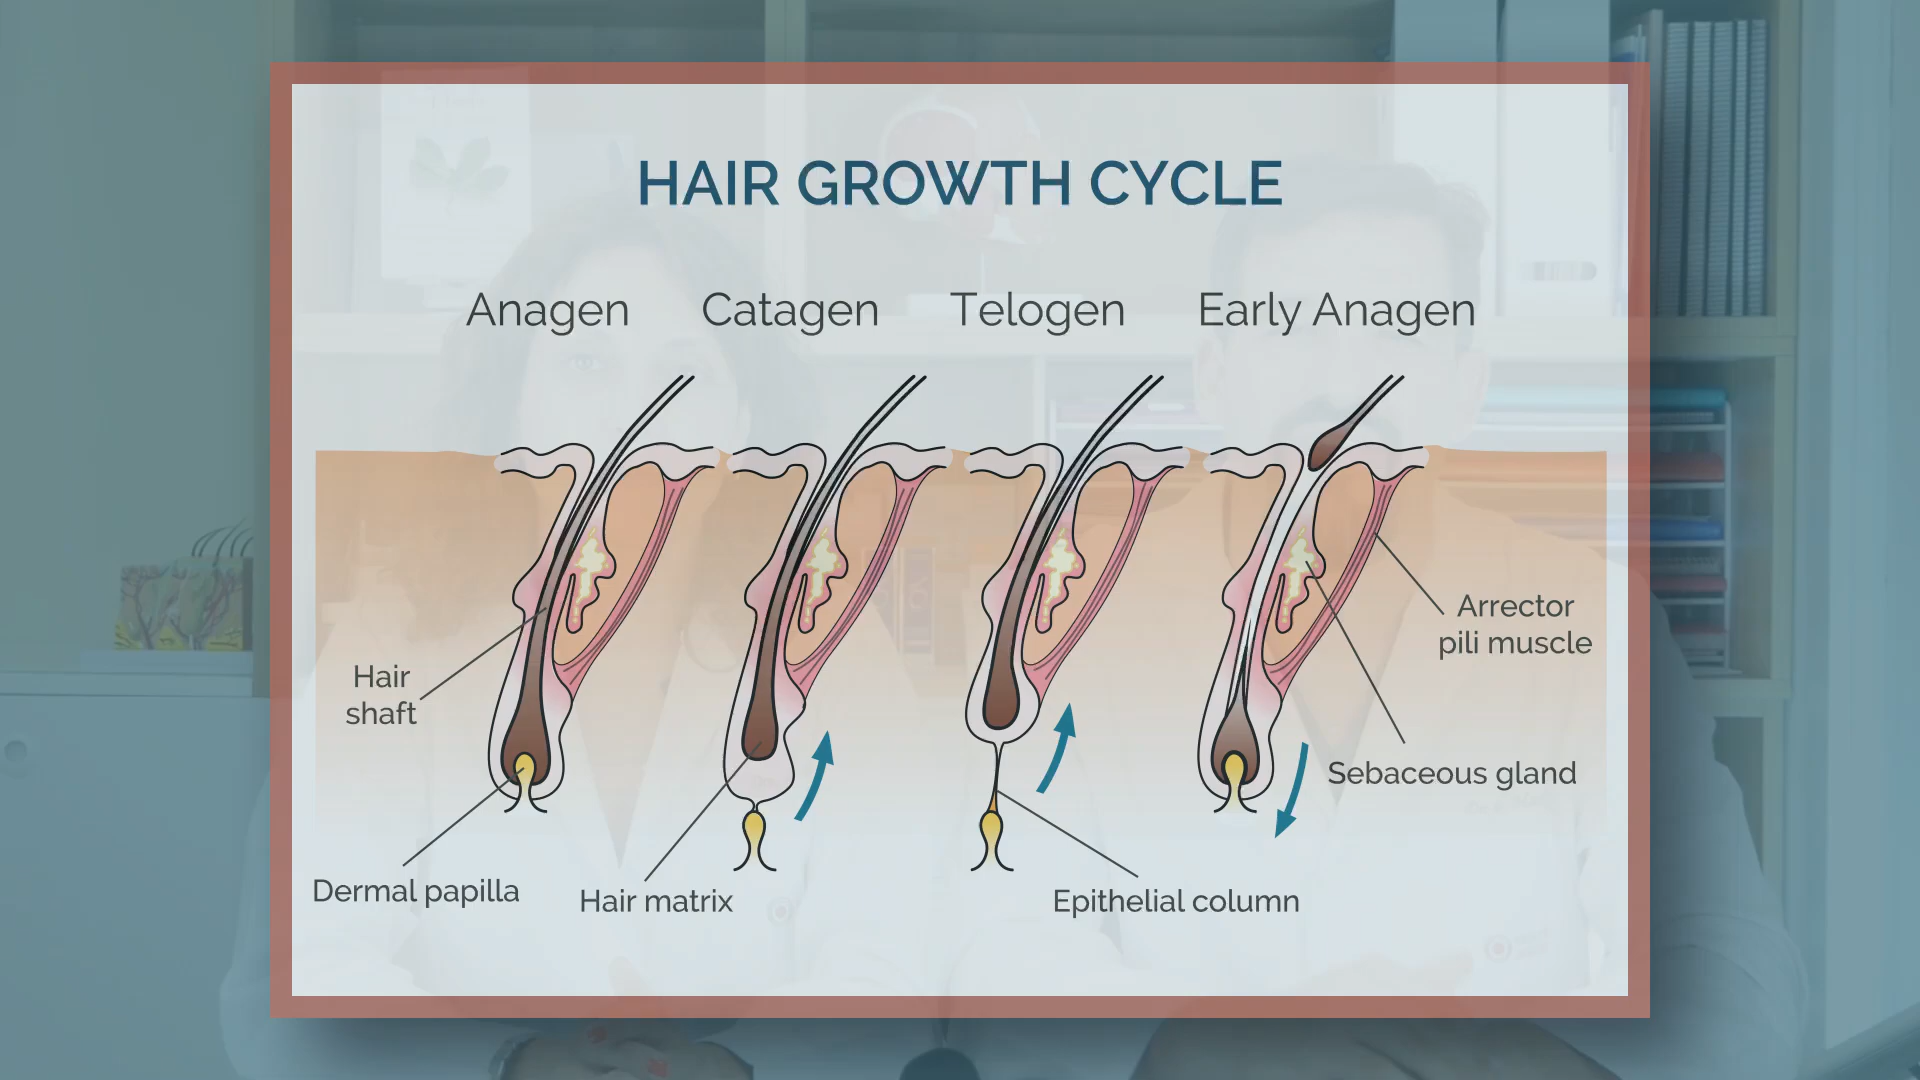 HAIR GROWTH CYCLE
Anagen
Catagen
Telogen
Early Anagen
Hair
shaft
Dermal papilla
Hair matrix
Epithelial column
Arrector
pili muscle
Sebaceous gland